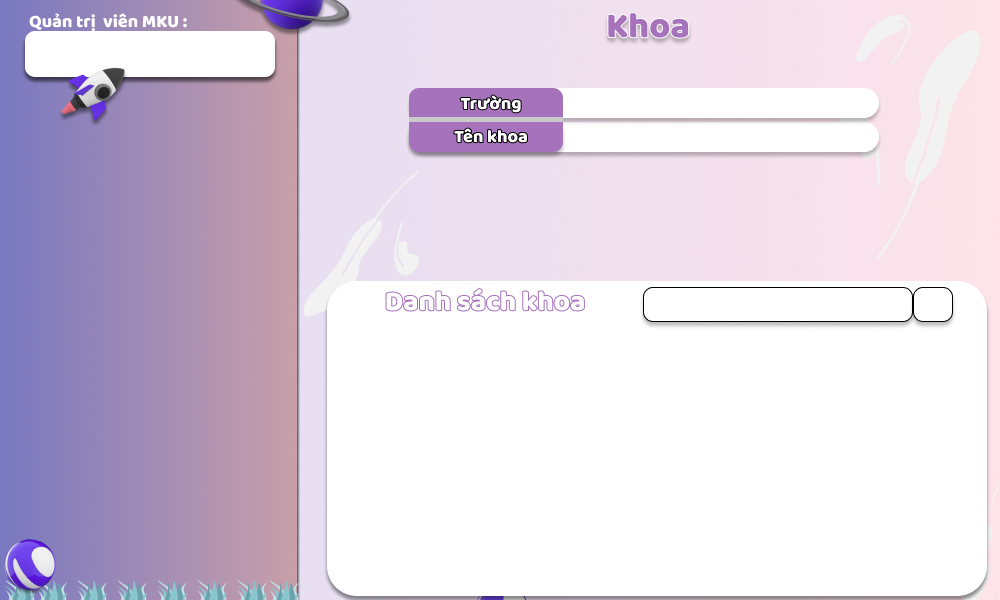 Quản trị viên MKU :
Khoa
Trường
Tên khoa
Danh sách khoa